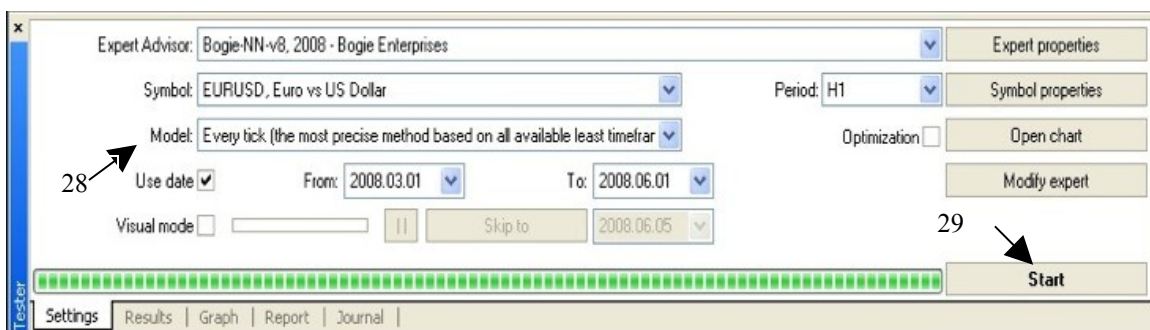 x
Expert Advisor: Bogie-NN-v8, 2008 - Bogie Enterprises Expert properties
Symbol: EURUSD, Euro vs US Dollar Period: H1 Symbol properties
Model: Every tick (the most precise method based on all available least timefrar Optimization Open chart
28
Use date From: 2008.03.01 To: 2008.06.01 Modify expert
Visual mode Skip to 2008.06.05
29
Start
Tester
Settings | Results | Graph | Report | Journal |